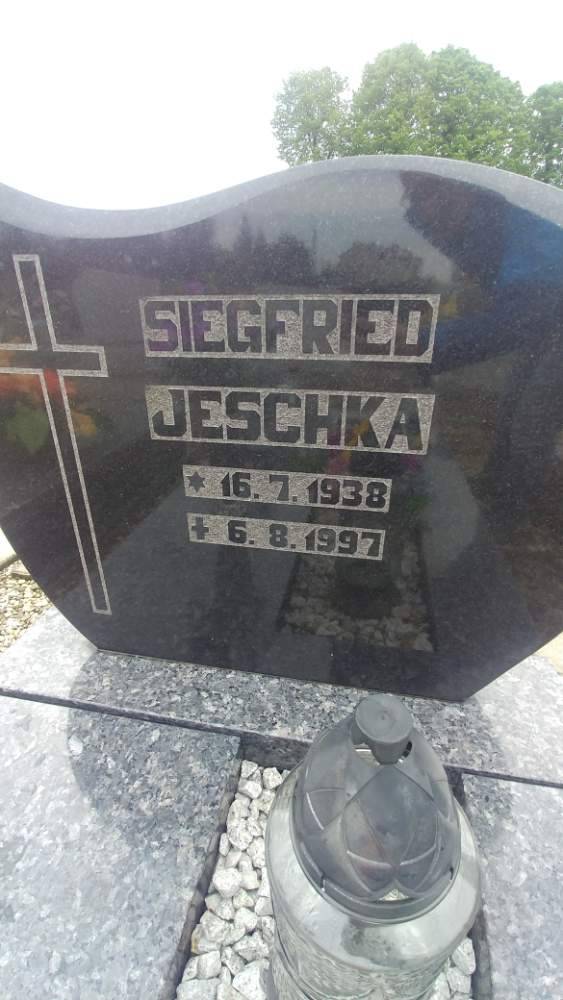 SIEGFRIED
JESCHKA
* 16. 7. 1938
✝ 6. 8. 1997